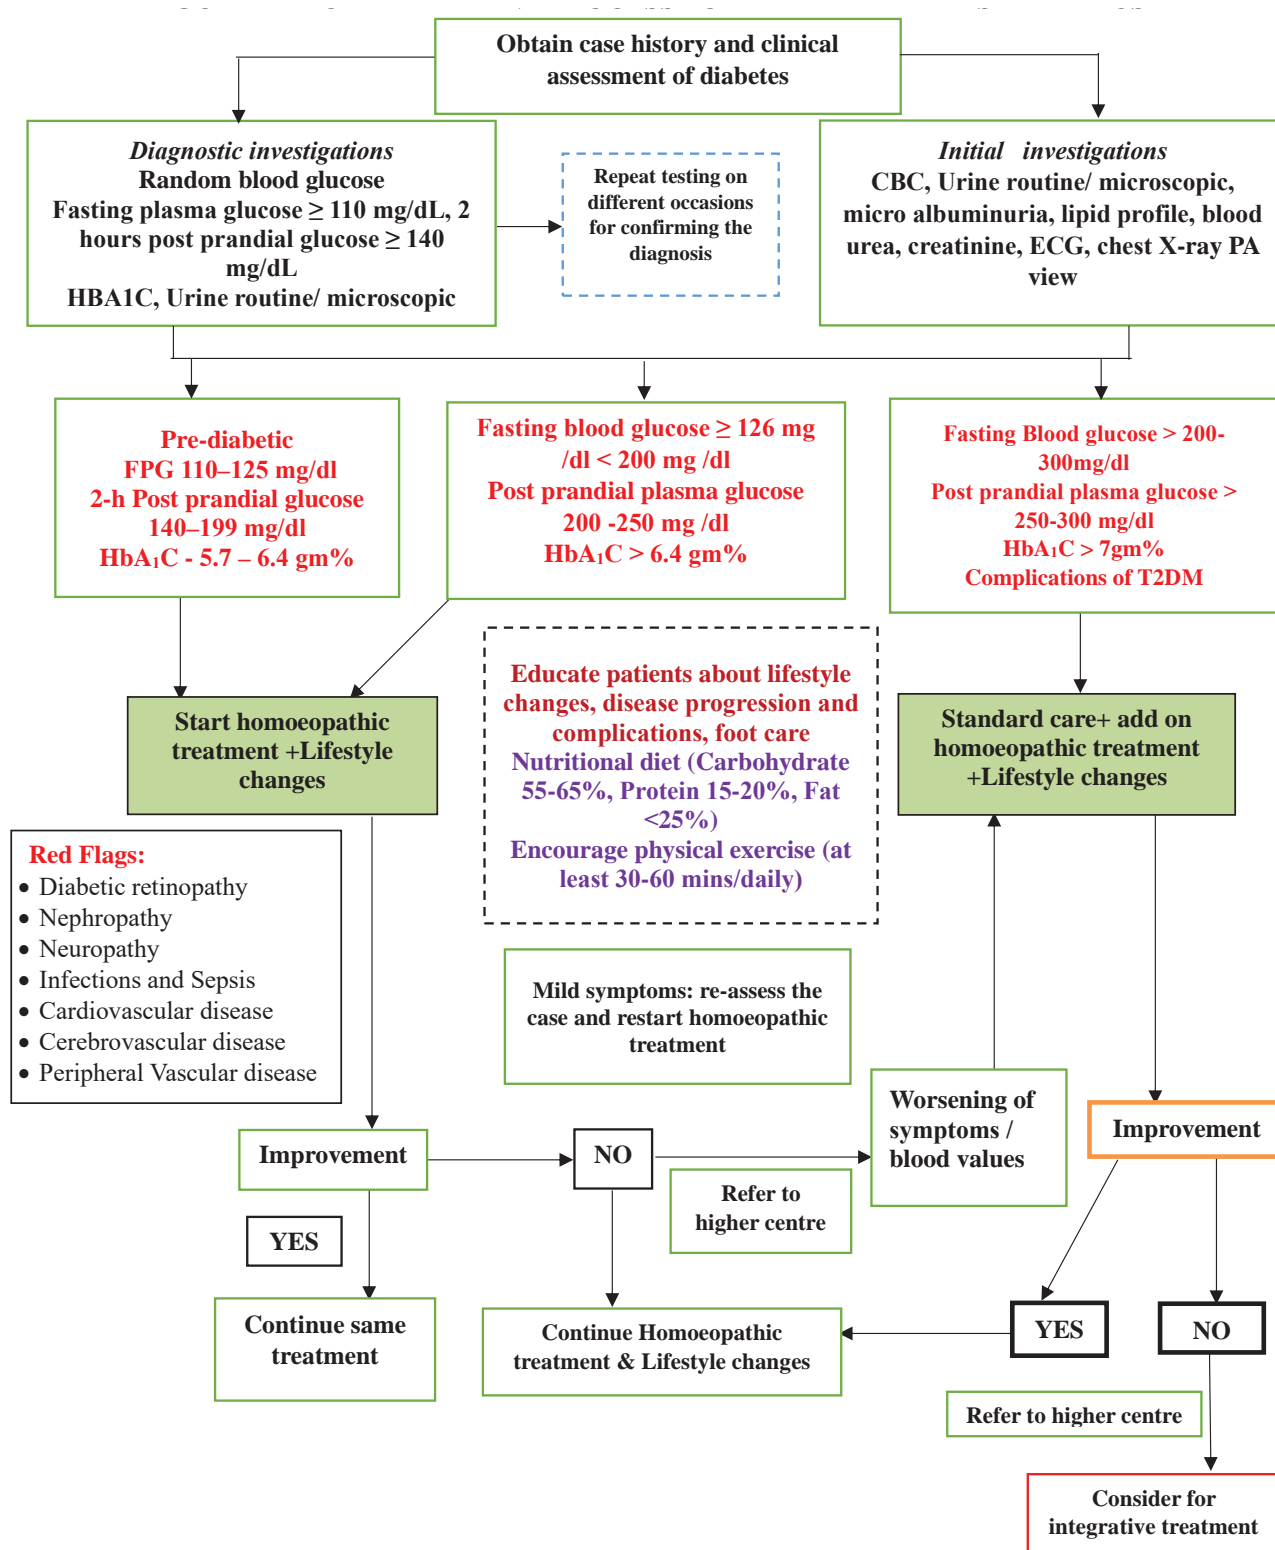 Obtain case history and clinical
assessment of diabetes
Diagnostic investigations
Random blood glucose
Fasting plasma glucose ≥ 110 mg/dL, 2
hours post prandial glucose ≥ 140
mg/dL
HBA1C, Urine routine/ microscopic
Repeat testing on
different occasions
for confirming the
diagnosis
Initial investigations
CBC, Urine routine/ microscopic,
micro albuminuria, lipid profile, blood
urea, creatinine, ECG, chest X-ray PA
view
Pre-diabetic
FPG 110–125 mg/dl
2-h Post prandial glucose
140–199 mg/dl
HbA₁C - 5.7 – 6.4 gm%
Fasting blood glucose ≥ 126 mg
/dl < 200 mg /dl
Post prandial plasma glucose
200 -250 mg /dl
HbA₁C > 6.4 gm%
Fasting Blood glucose > 200-
300mg/dl
Post prandial plasma glucose >
250-300 mg/dl
HbA₁C > 7gm%
Complications of T2DM
Start homoeopathic
treatment +Lifestyle
changes
Educate patients about lifestyle
changes, disease progression and
complications, foot care
Nutritional diet (Carbohydrate
55-65%, Protein 15-20%, Fat
<25%)
Encourage physical exercise (at
least 30-60 mins/daily)
Standard care+ add on
homoeopathic treatment
+Lifestyle changes
Red Flags:
• Diabetic retinopathy
• Nephropathy
• Neuropathy
• Infections and Sepsis
• Cardiovascular disease
• Cerebrovascular disease
• Peripheral Vascular disease
Mild symptoms: re-assess the
case and restart homoeopathic
treatment
Worsening of
symptoms /
blood values
Improvement
Improvement
NO
Refer to
higher centre
YES
Continue same
treatment
Continue Homoeopathic
treatment & Lifestyle changes
YES
NO
Refer to higher centre
Consider for
integrative treatment